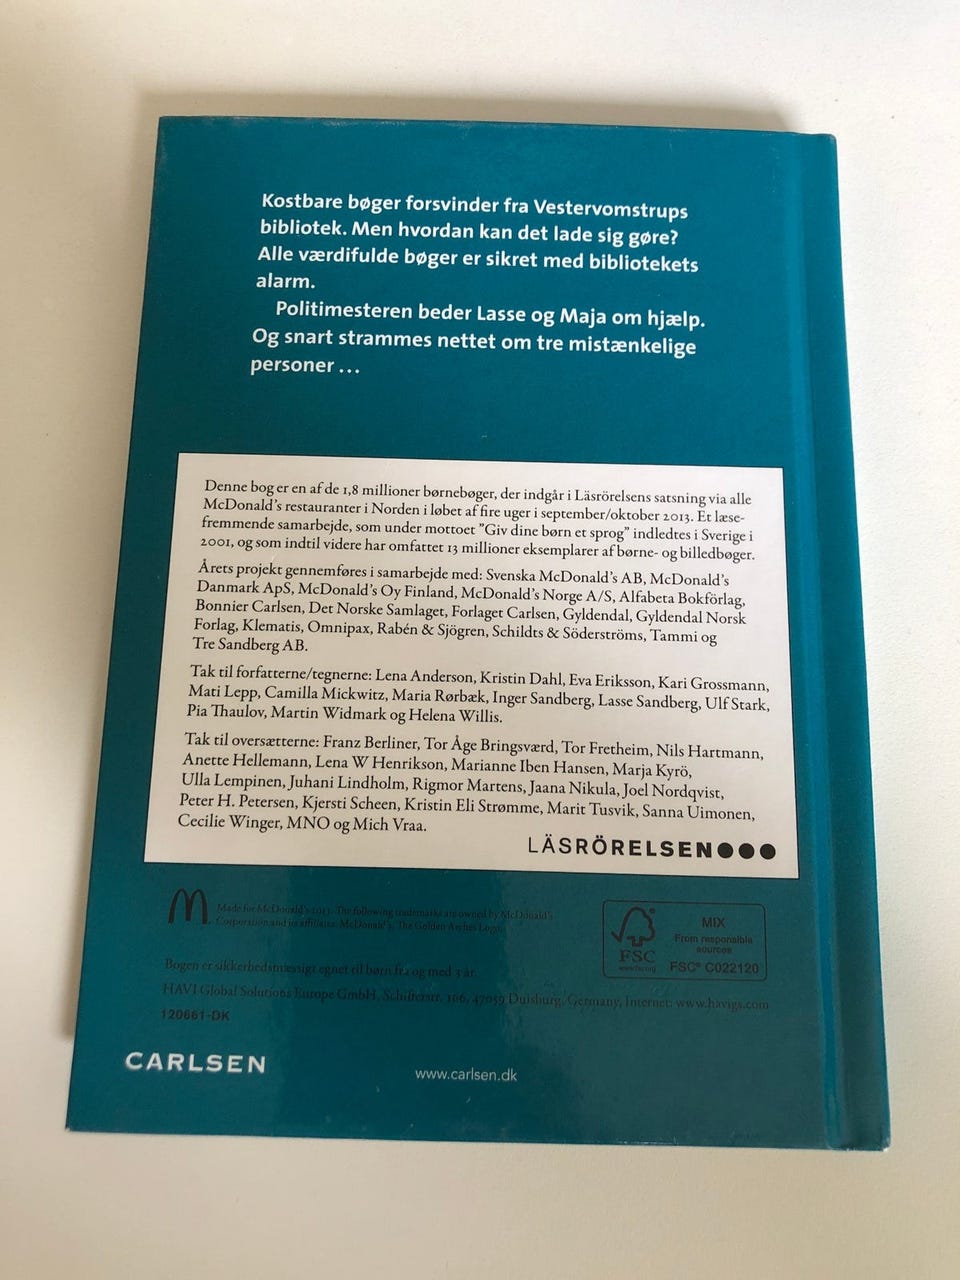 Kostbare bøger forsvinder fra Vestervomstrups
bibliotek. Men hvordan kan det lade sig gøre?
Alle værdifulde bøger er sikret med bibliotekets
alarm.
Politimesteren beder Lasse og Maja om hjælp.
Og snart strammes nettet om tre mistænkelige
personer ...
Denne bog er en af de 1,8 millioner børnebøger, der indgår i Läsrörelsens satsning via alle
McDonald's restauranter i Norden i løbet af fire uger i september/oktober 2013. Et læse-
fremmende samarbejde, som under mottoet "Giv dine børn et sprog" indledtes i Sverige i
2001, og som indtil videre har omfattet 13 millioner eksemplarer af børne- og billedbøger.
Årets projekt gennemføres i samarbejde med: Svenska McDonald's AB, McDonald's
Danmark ApS, McDonald's Oy Finland, McDonald's Norge A/S, Alfabeta Bokförlag,
Bonnier Carlsen, Det Norske Samlaget, Forlaget Carlsen, Gyldendal, Gyldendal Norsk
Forlag, Klematis, Omnipax, Rabén & Sjögren, Schildts & Söderströms, Tammi og
Tre Sandberg AB.
Tak til forfatterne/tegnerne: Lena Anderson, Kristin Dahl, Eva Eriksson, Kari Grossmann,
Mati Lepp, Camilla Mickwitz, Maria Rørbæk, Inger Sandberg, Lasse Sandberg, Ulf Stark,
Pia Thaulov, Martin Widmark og Helena Willis.
Tak til oversætterne: Franz Berliner, Tor Åge Bringsværd, Tor Fretheim, Nils Hartmann,
Anette Hellemann, Lena W Henrikson, Marianne Iben Hansen, Marja Kyrö,
Ulla Lempinen, Juhani Lindholm, Rigmor Martens, Jaana Nikula, Joel Nordqvist,
Peter H. Petersen, Kjersti Scheen, Kristin Eli Strømme, Marit Tusvik, Sanna Uimonen,
Cecilie Winger, MNO og Mich Vraa.
LÄSRÖRELSEN●●●
Made for McDonald's 2013. The following trademarks are owned by McDonald's
Corporation and its affiliates: McDonald's, The Golden Arches Logo.
FSC
www.fsc.org
MIX
From responsible
sources
FSC® C022120
Bogen er sikkerhedsmæssigt egnet til børn fra og med 3 år
HAVI Global Solutions Europe GmbH, Schifferstr. 166, 47059 Duisburg, Germany, Internet: www.havigs.com
120661-DK
CARLSEN
www.carlsen.dk